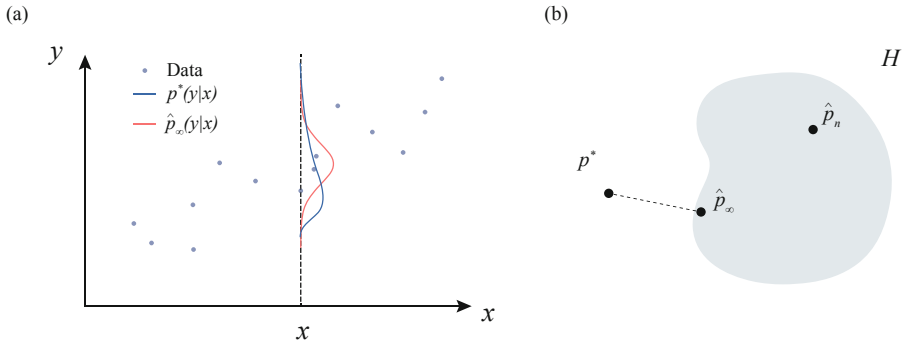 (a)
y
Data
p*(y|x)
p̂∞(y|x)
x
x
(b)
H
p̂n
p*
p̂∞